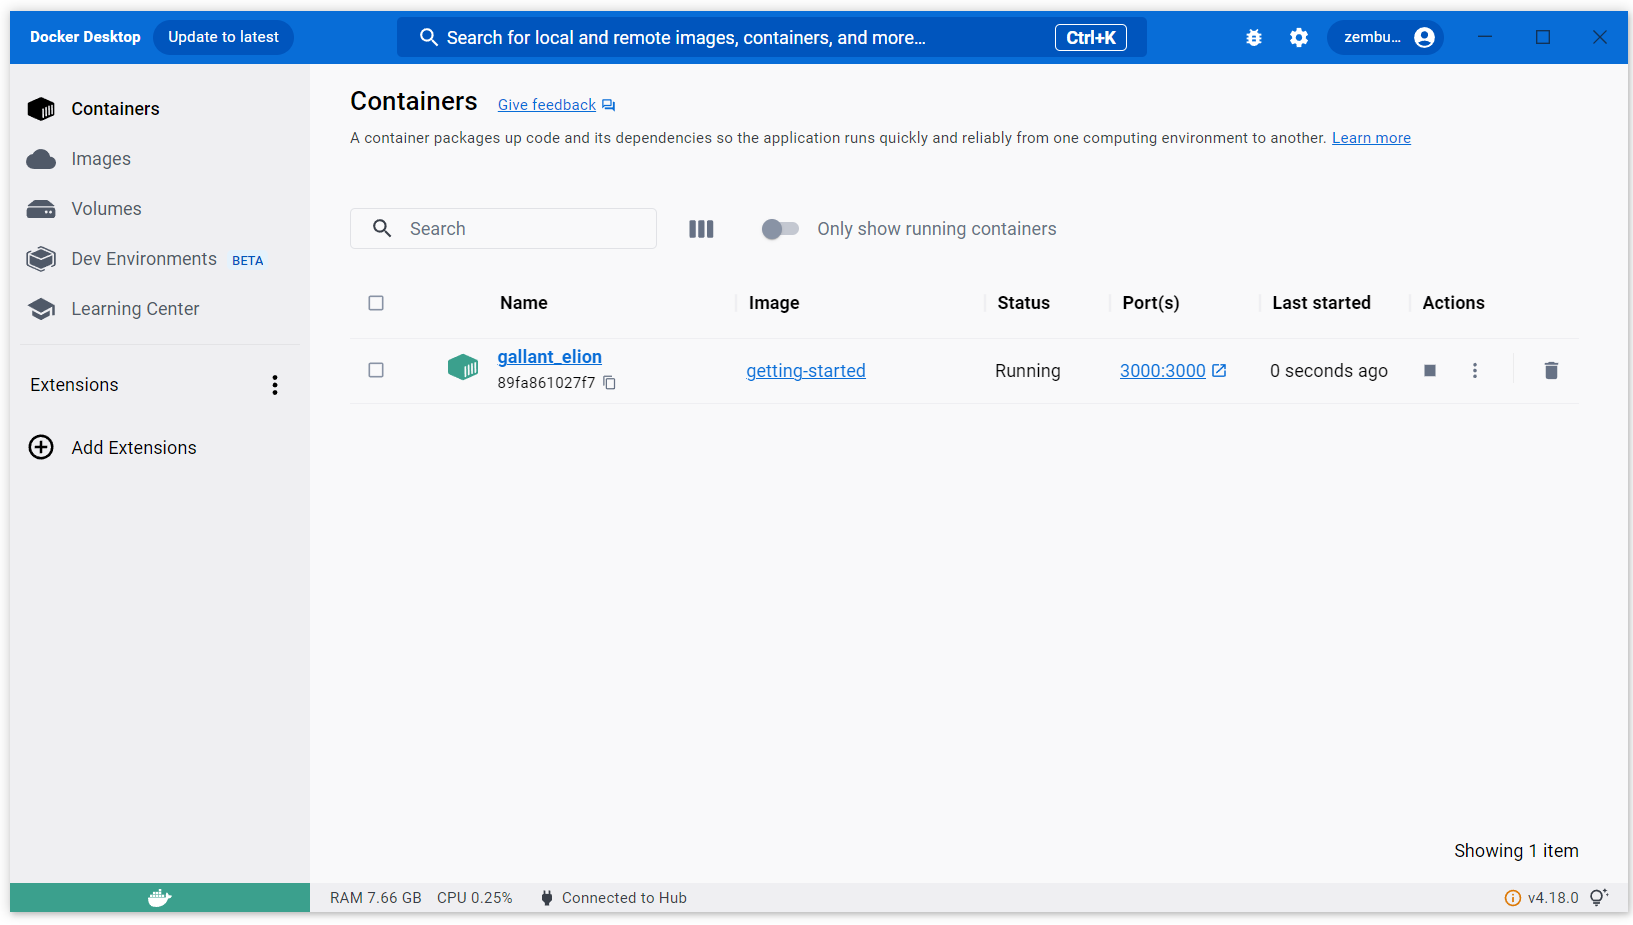 Docker Desktop Update to latest Search for local and remote images, containers, and more... Ctrl+K zembu...
Containers
Images
Volumes
Dev Environments BETA
Learning Center
Extensions
Add Extensions
Containers Give feedback
A container packages up code and its dependencies so the application runs quickly and reliably from one computing environment to another. Learn more
Search Only show running containers
Name Image Status Port(s) Last started Actions
gallant_elion
89fa861027f7 getting-started Running 3000:3000 0 seconds ago
Showing 1 item
RAM 7.66 GB CPU 0.25% Connected to Hub v4.18.0